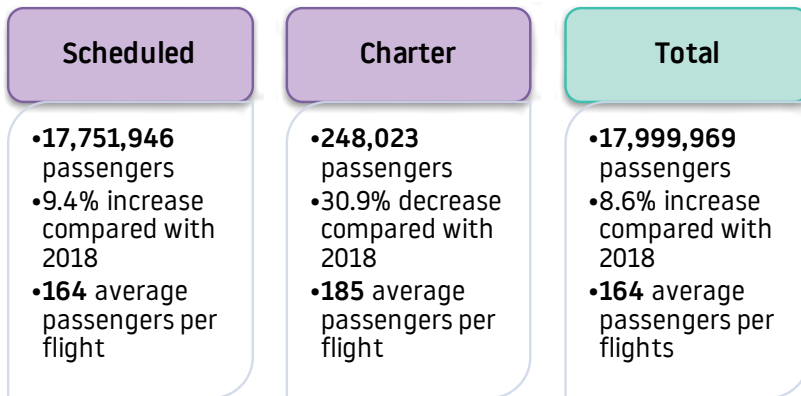 Scheduled
•17,751,946
passengers
•9.4% increase
compared with
2018
•164 average
passengers per
flight
Charter
•248,023
passengers
•30.9% decrease
compared with
2018
•185 average
passengers per
flight
Total
•17,999,969
passengers
•8.6% increase
compared with
2018
•164 average
passengers per
flights